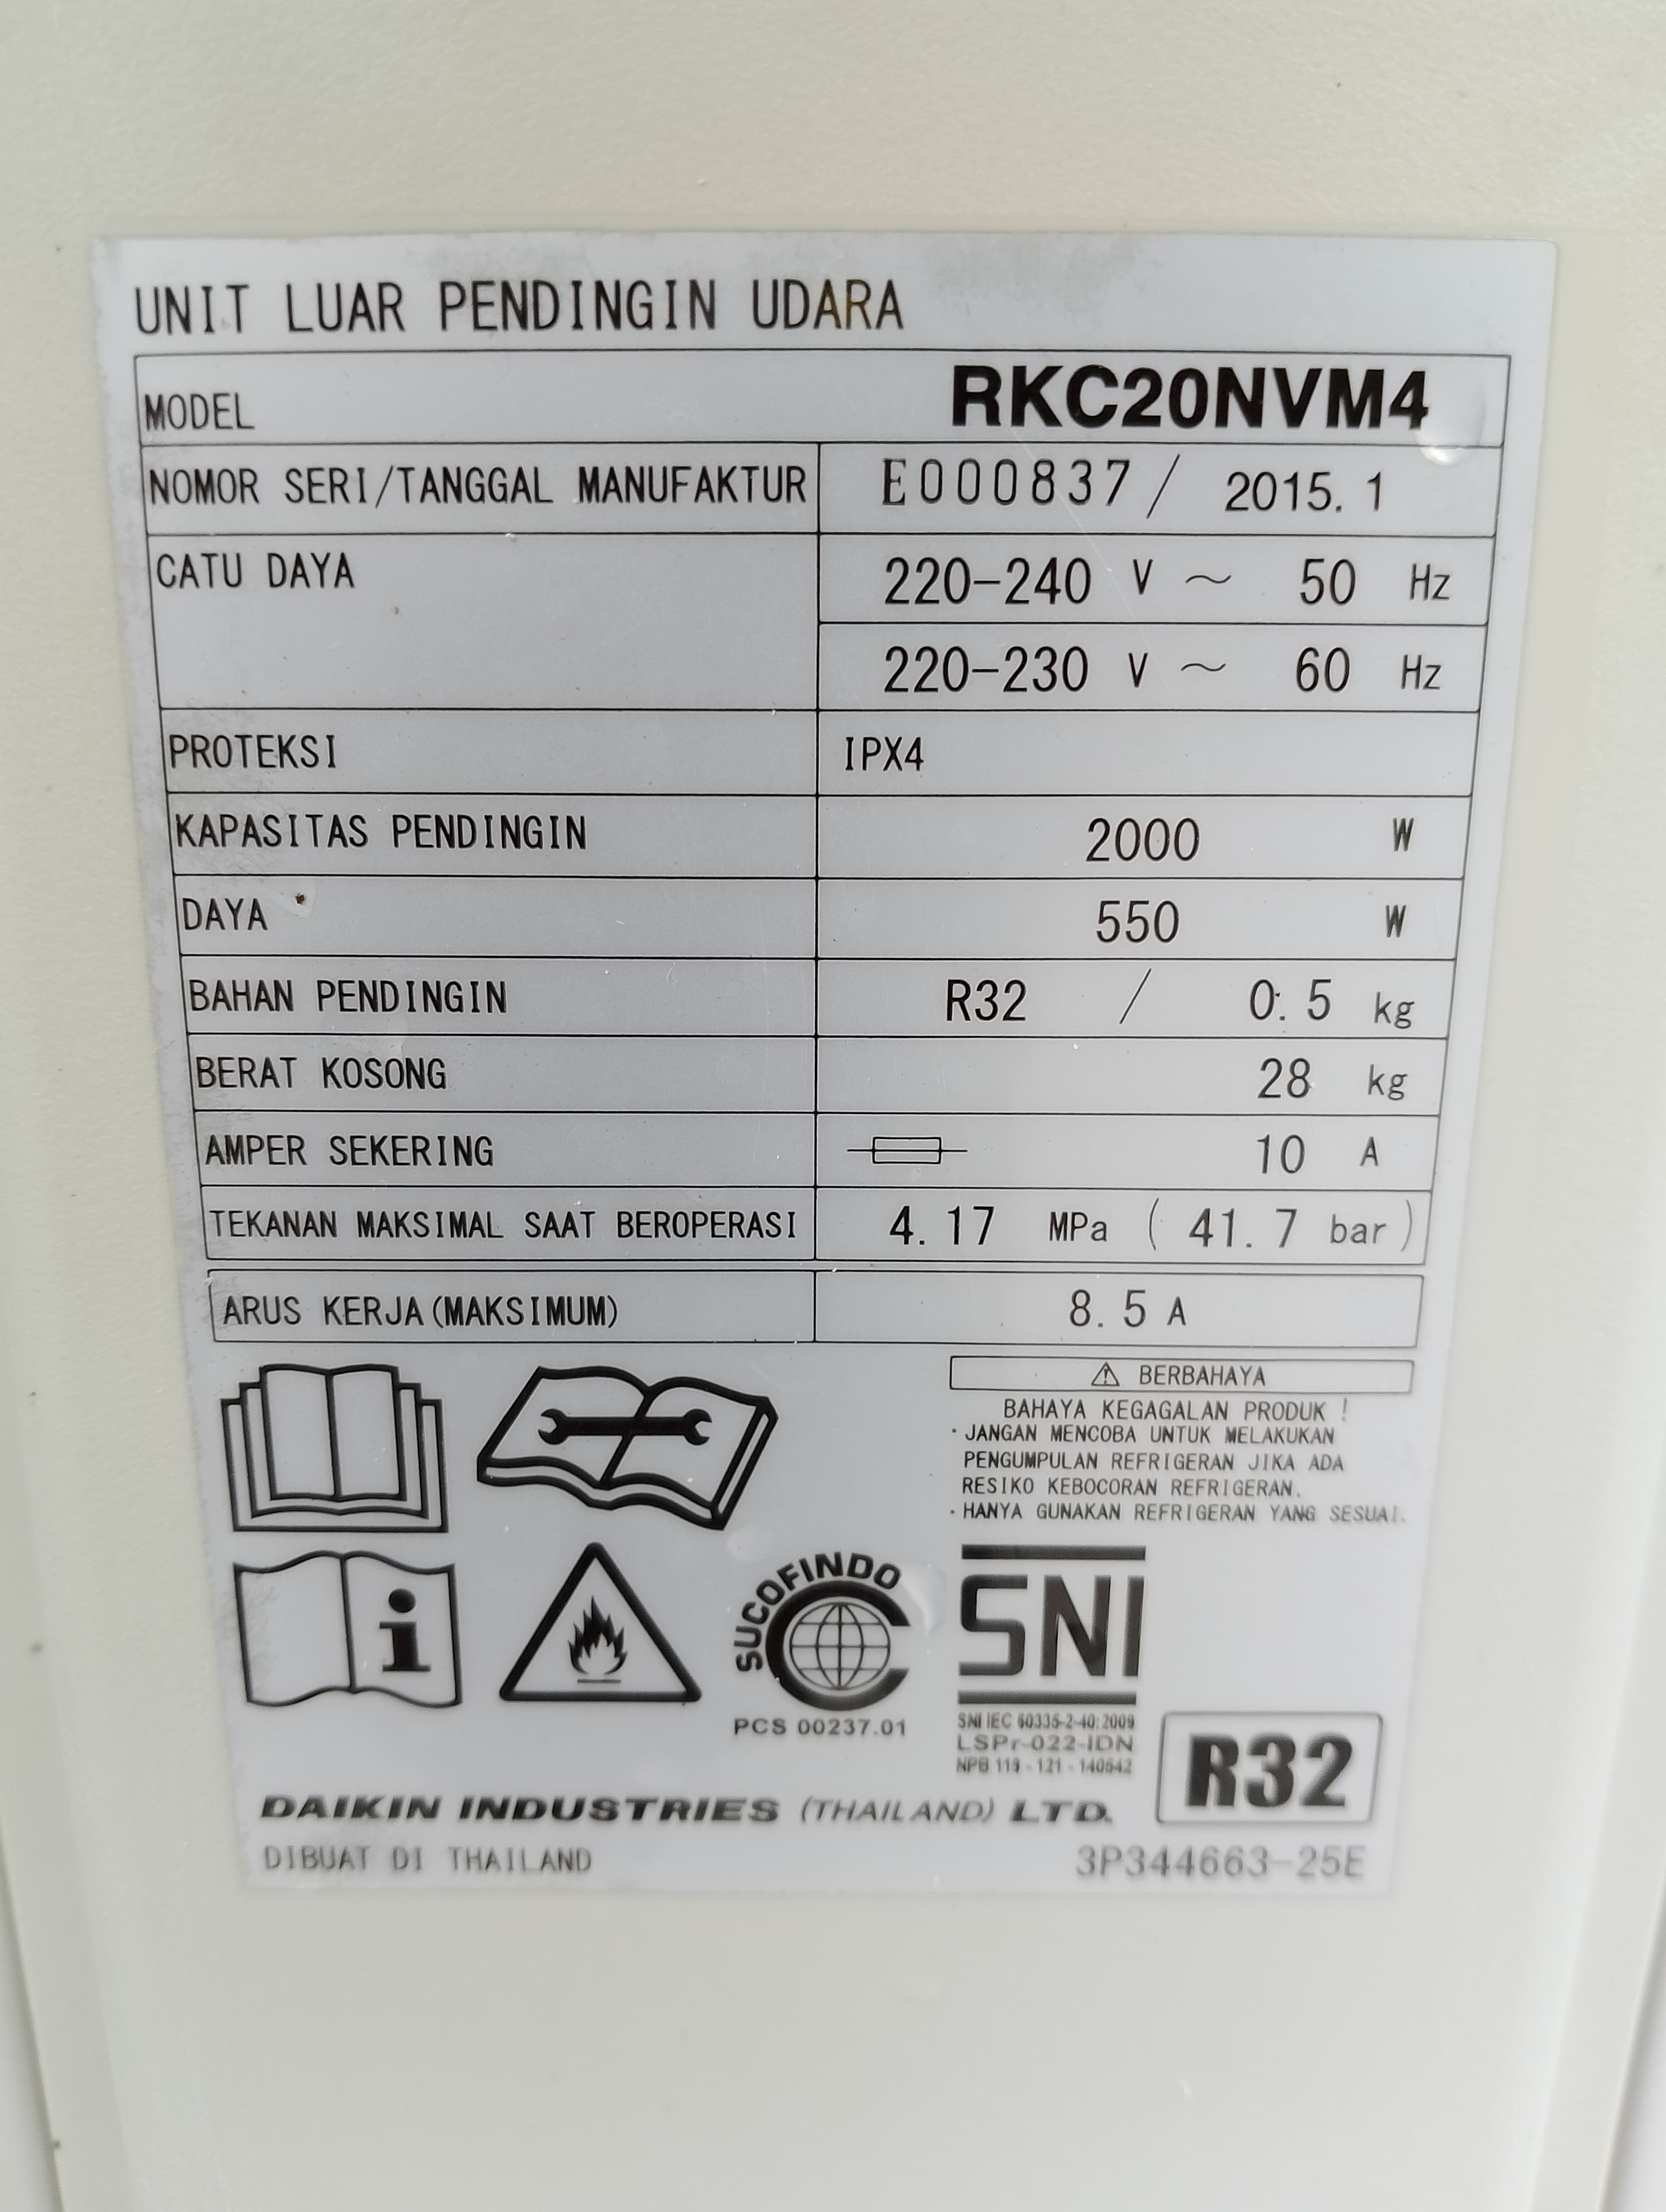 UNIT LUAR PENDINGIN UDARA
MODEL RKC20NVM4
NOMOR SERI/TANGGAL MANUFAKTUR E000837 / 2015. 1
CATU DAYA 220-240 V ~ 50 Hz
220-230 V ~ 60 Hz
PROTEKSI IPX4
KAPASITAS PENDINGIN 2000 W
DAYA 550 W
BAHAN PENDINGIN R32 / 0. 5 kg
BERAT KOSONG 28 kg
AMPER SEKERING 10 A
TEKANAN MAKSIMAL SAAT BEROPERASI 4. 17 MPa ( 41. 7 bar )
ARUS KERJA (MAKSIMUM) 8. 5 A
⚠ BERBAHAYA
BAHAYA KEGAGALAN PRODUK !
・JANGAN MENCOBA UNTUK MELAKUKAN
PENGUMPULAN REFRIGERAN JIKA ADA
RESIKO KEBOCORAN REFRIGERAN.
・HANYA GUNAKAN REFRIGERAN YANG SESUAI.
i
SUCOFINDO
PCS 00237.01
SNI
SNI IEC 60335-2-40:2009
LSPr-022-IDN
NPB 119 - 121 - 140642
R32
DAIKIN INDUSTRIES (THAILAND) LTD.
DIBUAT DI THAILAND 3P344663-25E